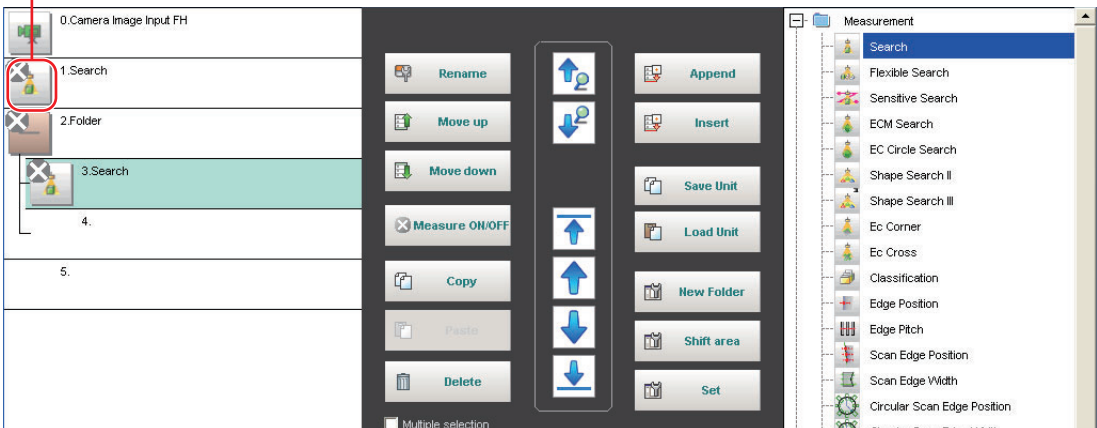 0.Camera Image Input FH
1.Search
2.Folder
3.Search
4.
5.
Rename
Move up
Move down
Measure ON/OFF
Copy
Paste
Delete
Multiple selection
Append
Insert
Save Unit
Load Unit
New Folder
Shift area
Set
Measurement
Search
Flexible Search
Sensitive Search
ECM Search
EC Circle Search
Shape Search II
Shape Search III
Ec Corner
Ec Cross
Classification
Edge Position
Edge Pitch
Scan Edge Position
Scan Edge Width
Circular Scan Edge Position